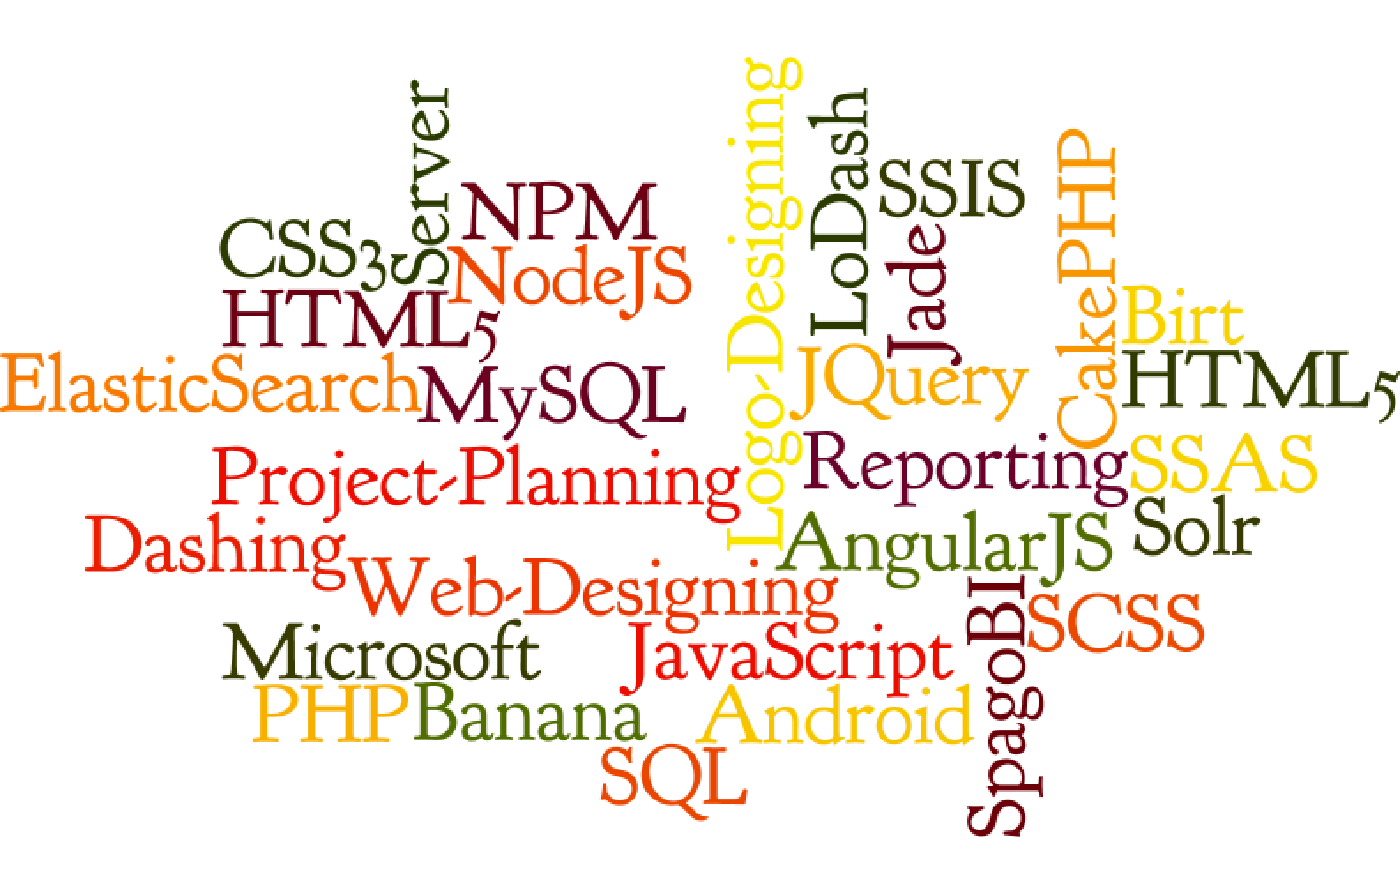 Server
NPM
CSS3
NodeJS
HTML5
ElasticSearch
MySQL
Logo-Designing
LoDash
SSIS
Jade
CakePHP
Birt
JQuery
HTML5
Project-Planning
Reporting
SSAS
Dashing
AngularJS
Solr
Web-Designing
SpagoBI
SCSS
Microsoft
JavaScript
PHP
Banana
Android
SQL